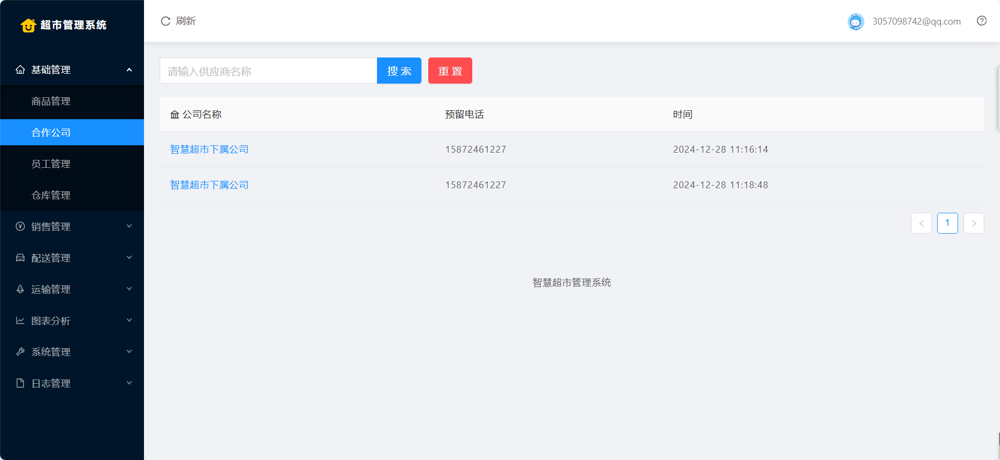 超市管理系统
基础管理
商品管理
合作公司
员工管理
仓库管理
销售管理
配送管理
运输管理
图表分析
系统管理
日志管理
刷新
3057098742@qq.com
请输入供应商名称
搜 索
重 置
公司名称 预留电话 时间
智慧超市下属公司 15872461227 2024-12-28 11:16:14
智慧超市下属公司 15872461227 2024-12-28 11:18:48
1
智慧超市管理系统